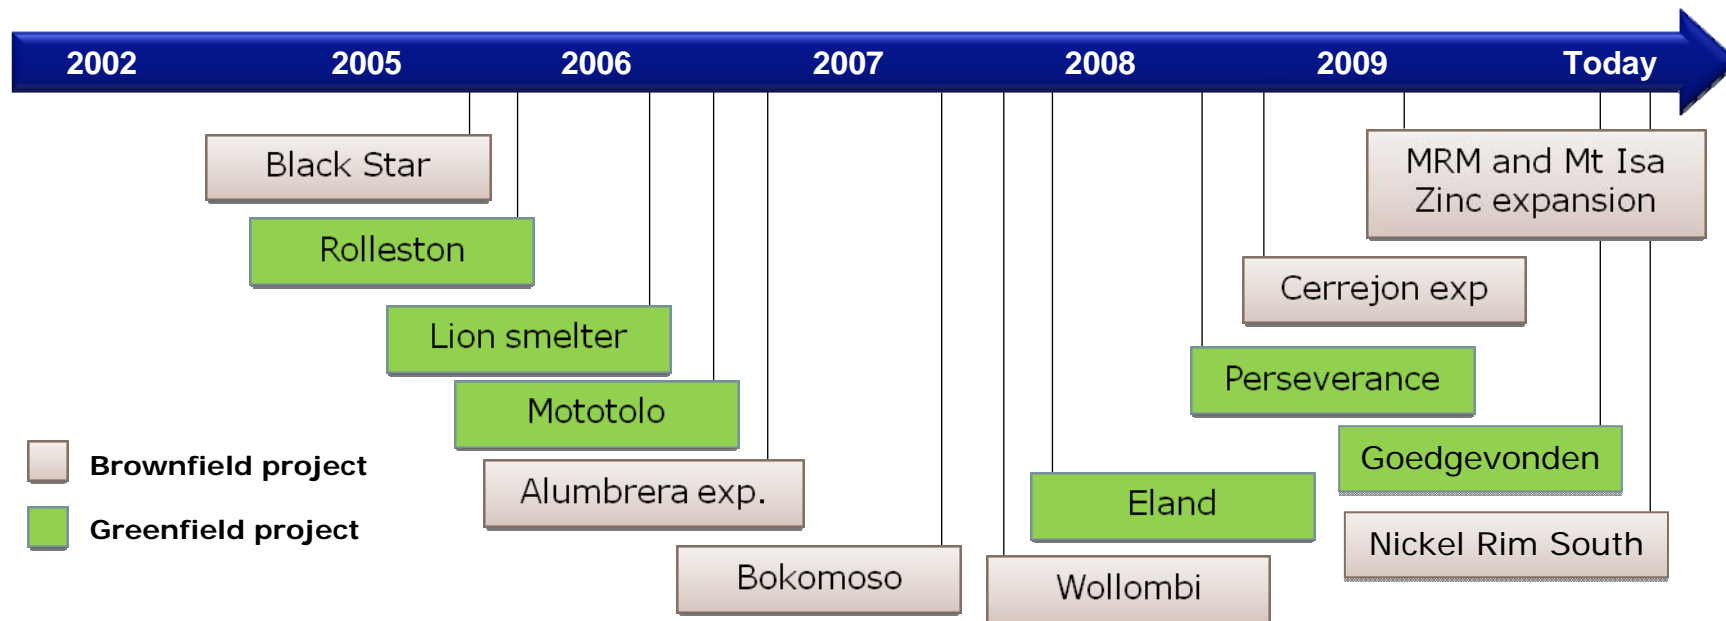 2002 2005 2006 2007 2008 2009 Today
Black Star
MRM and Mt Isa
Zinc expansion
Rolleston
Cerrejon exp
Lion smelter
Perseverance
Mototolo
Goedgevonden
Brownfield project
Alumbrera exp.
Eland
Greenfield project
Nickel Rim South
Bokomoso
Wollombi